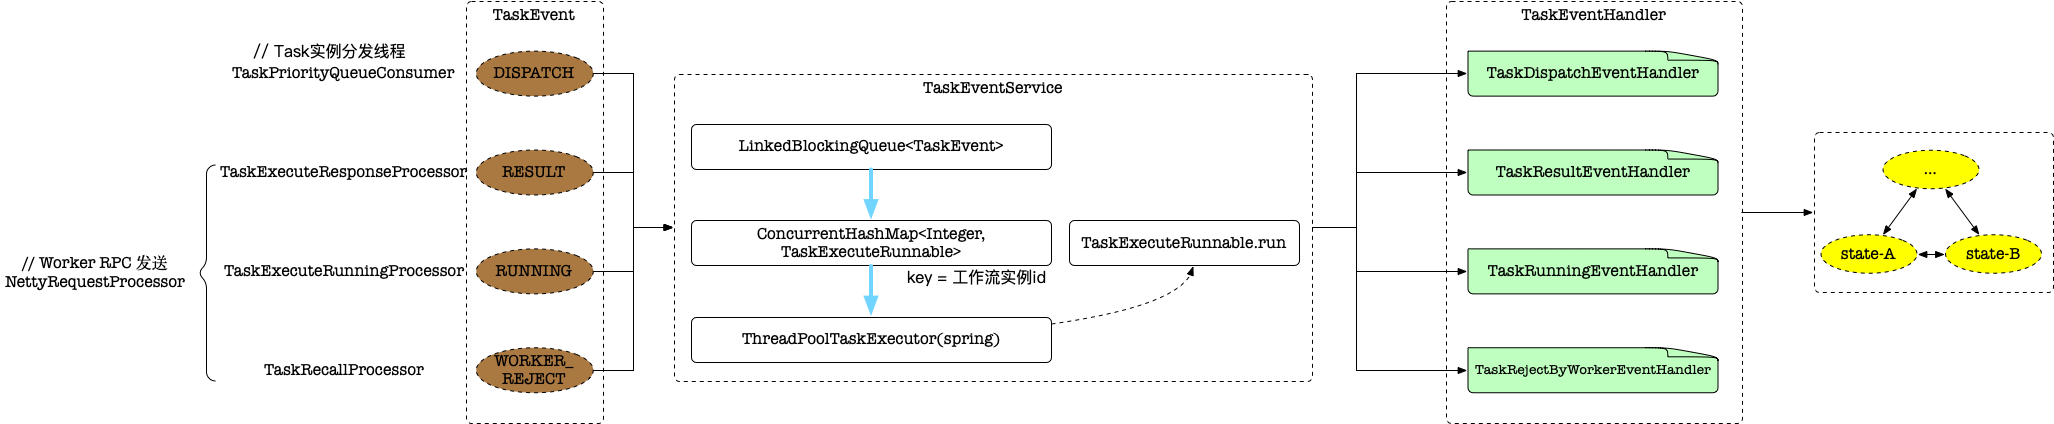 // Worker RPC 发送
NettyRequestProcessor
// Task实例分发线程
TaskPriorityQueueConsumer
TaskExecuteResponseProcessor
TaskExecuteRunningProcessor
TaskRecallProcessor
TaskEvent
DISPATCH
RESULT
RUNNING
WORKER_
REJECT
TaskEventService
LinkedBlockingQueue<TaskEvent>
ConcurrentHashMap<Integer,
TaskExecuteRunnable>
key = 工作流实例id
ThreadPoolTaskExecutor(spring)
TaskExecuteRunnable.run
TaskEventHandler
TaskDispatchEventHandler
TaskResultEventHandler
TaskRunningEventHandler
TaskRejectByWorkerEventHandler
...
state-A
state-B